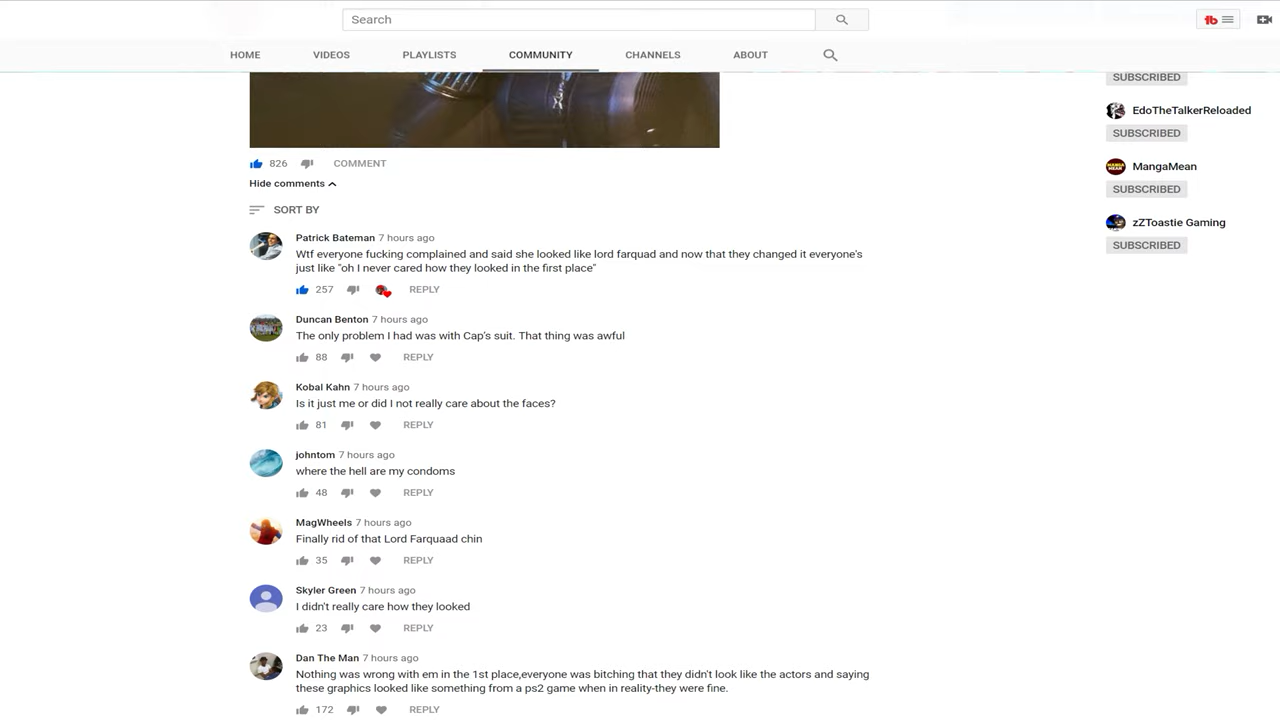 Search
tb
HOME VIDEOS PLAYLISTS COMMUNITY CHANNELS ABOUT
SUBSCRIBED
EdoTheTalkerReloaded
SUBSCRIBED
MangaMean
SUBSCRIBED
zZToastie Gaming
SUBSCRIBED
826 COMMENT
Hide comments
SORT BY
Patrick Bateman 7 hours ago
Wtf everyone fucking complained and said she looked like lord farquad and now that they changed it everyone's
just like "oh I never cared how they looked in the first place"
257 REPLY
Duncan Benton 7 hours ago
The only problem I had was with Cap's suit. That thing was awful
88 REPLY
Kobal Kahn 7 hours ago
Is it just me or did I not really care about the faces?
81 REPLY
johntom 7 hours ago
where the hell are my condoms
48 REPLY
MagWheels 7 hours ago
Finally rid of that Lord Farquaad chin
35 REPLY
Skyler Green 7 hours ago
I didn't really care how they looked
23 REPLY
Dan The Man 7 hours ago
Nothing was wrong with em in the 1st place,everyone was bitching that they didn't look like the actors and saying
these graphics looked like something from a ps2 game when in reality-they were fine.
172 REPLY